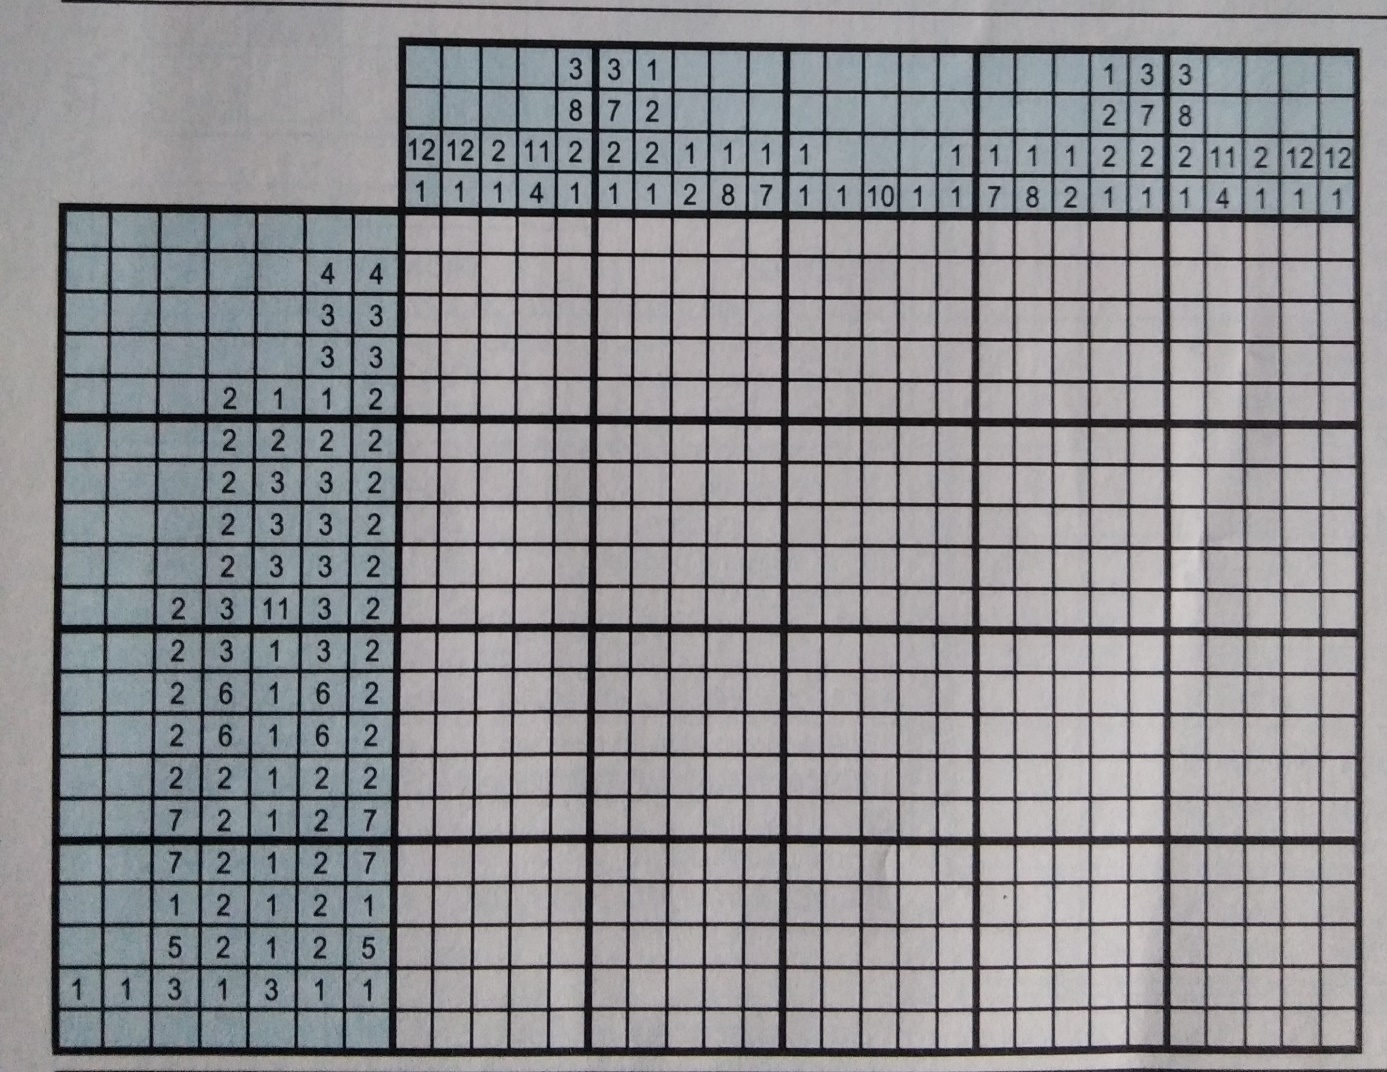 3 3 1 1 3 3
8 7 2 2 7 8
12 12 2 11 2 2 2 1 1 1 1 1 1 1 1 2 2 2 11 2 12 12
1 1 1 4 1 1 1 2 8 7 1 1 10 1 1 7 8 2 1 1 1 4 1 1 1
4 4
3 3
3 3
2 1 1 2
2 2 2 2
2 3 3 2
2 3 3 2
2 3 3 2
2 3 11 3 2
2 3 1 3 2
2 6 1 6 2
2 6 1 6 2
2 2 1 2 2
7 2 1 2 7
7 2 1 2 7
1 2 1 2 1
5 2 1 2 5
1 1 3 1 3 1 1